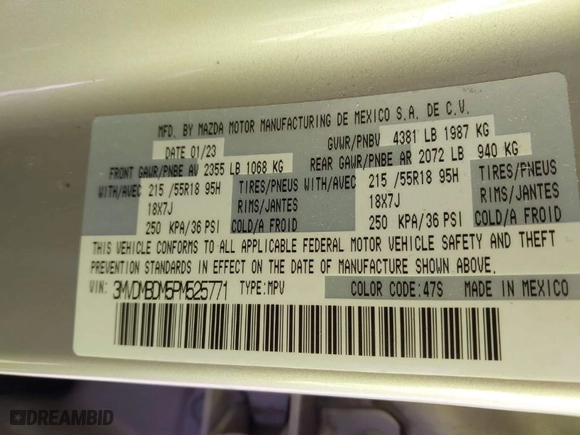 MFD. BY MAZDA MOTOR MANUFACTURING DE MEXICO S.A. DE C.V.
DATE 01/23 GVWR/PNBV 4381 LB 1987 KG
FRONT GAWR/PNBE AV 2355 LB 1068 KG REAR GAWR/PNBE AR 2072 LB 940 KG
WITH/AVEC 215 /55R18 95H TIRES/PNEUS 215 /55R18 95H TIRES/PNEUS
18X7J RIMS/JANTES 18X7J RIMS/JANTES
250 KPA/36 PSI COLD/A FROID 250 KPA/36 PSI COLD/A FROID
THIS VEHICLE CONFORMS TO ALL APPLICABLE FEDERAL MOTOR VEHICLE SAFETY AND THEFT
PREVENTION STANDARDS IN EFFECT ON THE DATE OF MANUFACTURE SHOWN ABOVE.
VIN: 3MVDMBDM5PM525771 TYPE:MPV COLOR CODE:47S MADE IN MEXICO
DREAMBID